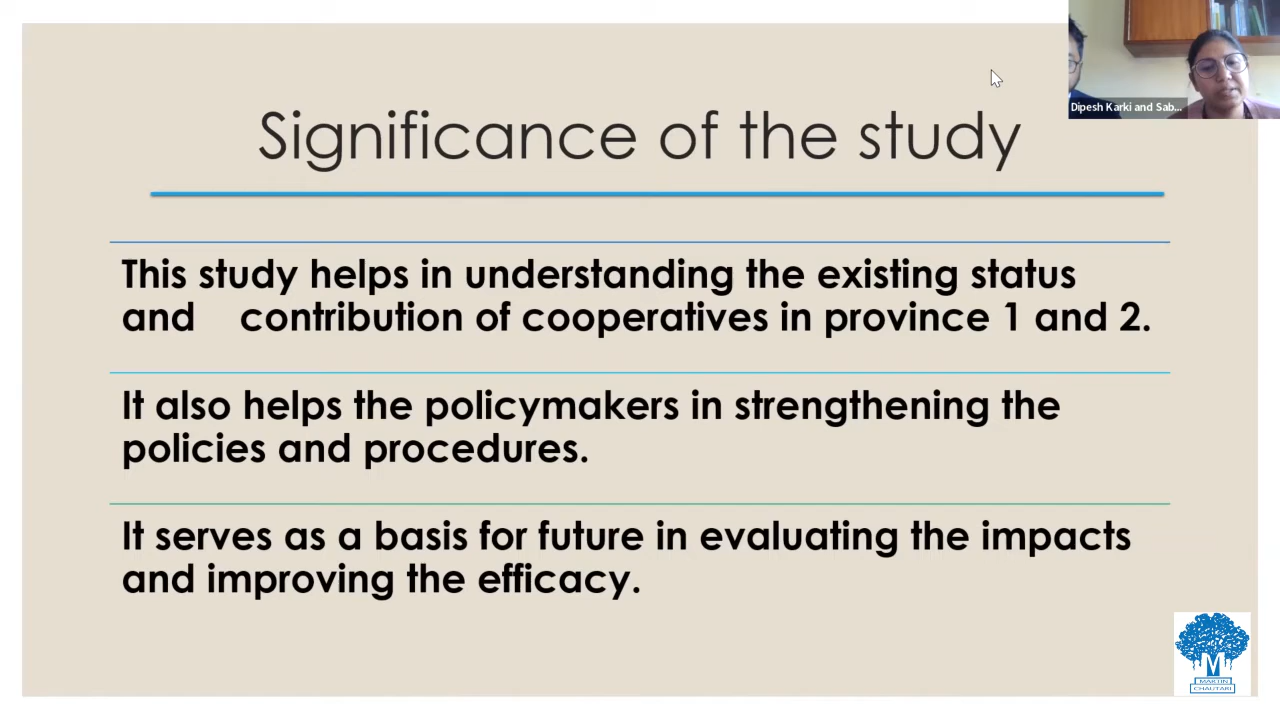 Dipesh Karki and Sab...
Significance of the study
This study helps in understanding the existing status
and contribution of cooperatives in province 1 and 2.
It also helps the policymakers in strengthening the
policies and procedures.
It serves as a basis for future in evaluating the impacts
and improving the efficacy.
M
MARTIN
CHAUTARI